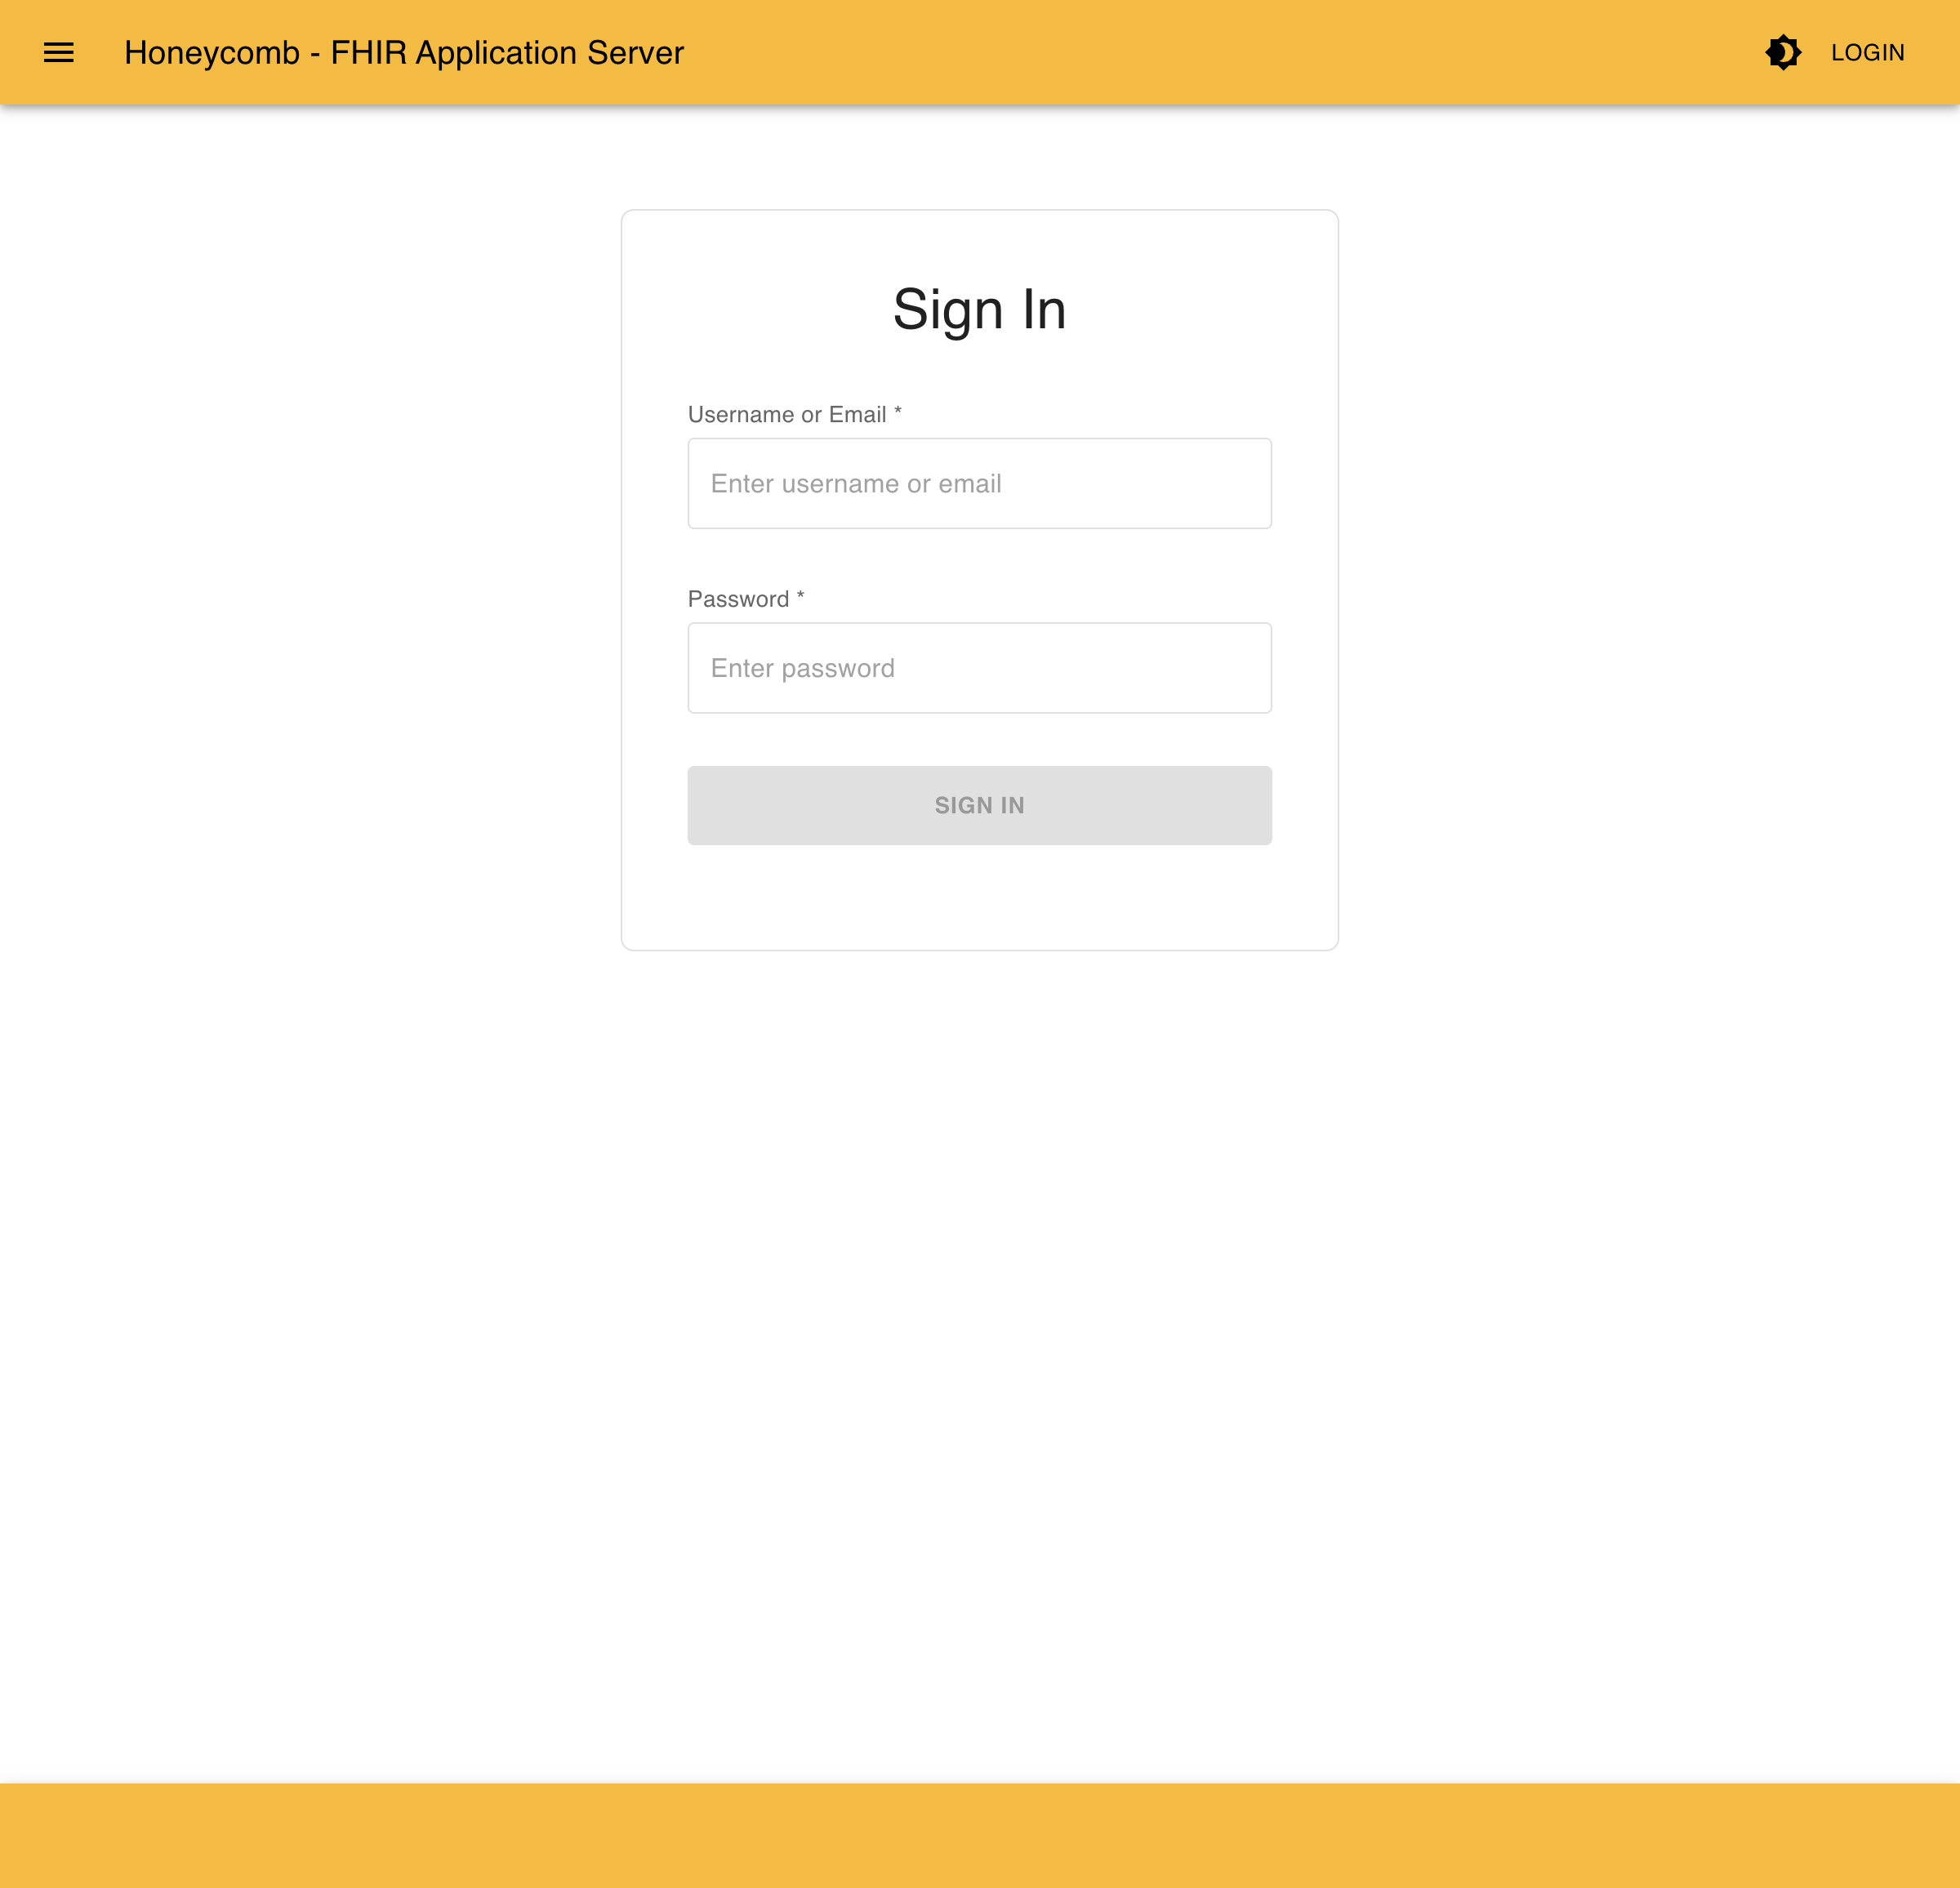 Honeycomb - FHIR Application Server
LOGIN
Sign In
Username or Email *
Enter username or email
Password *
Enter password
SIGN IN